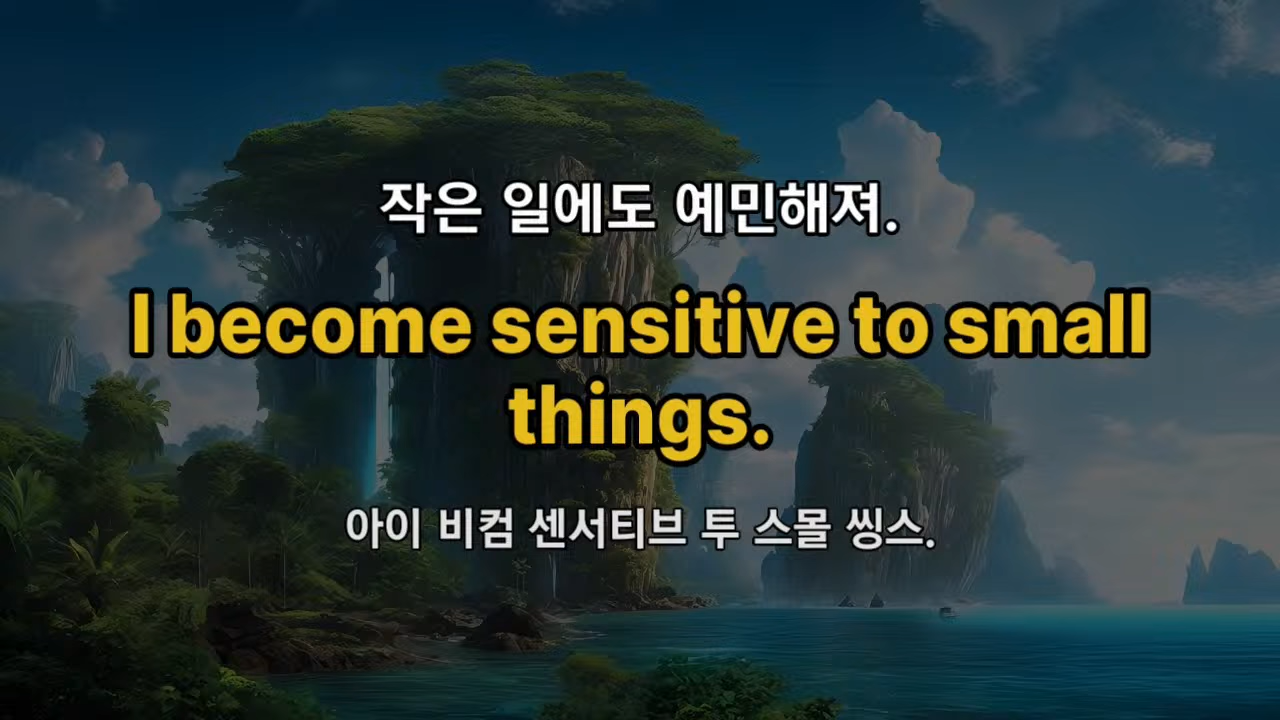 작은 일에도 예민해져.
I become sensitive to small
things.
아이 비컴 센서티브 투 스몰 씽스.